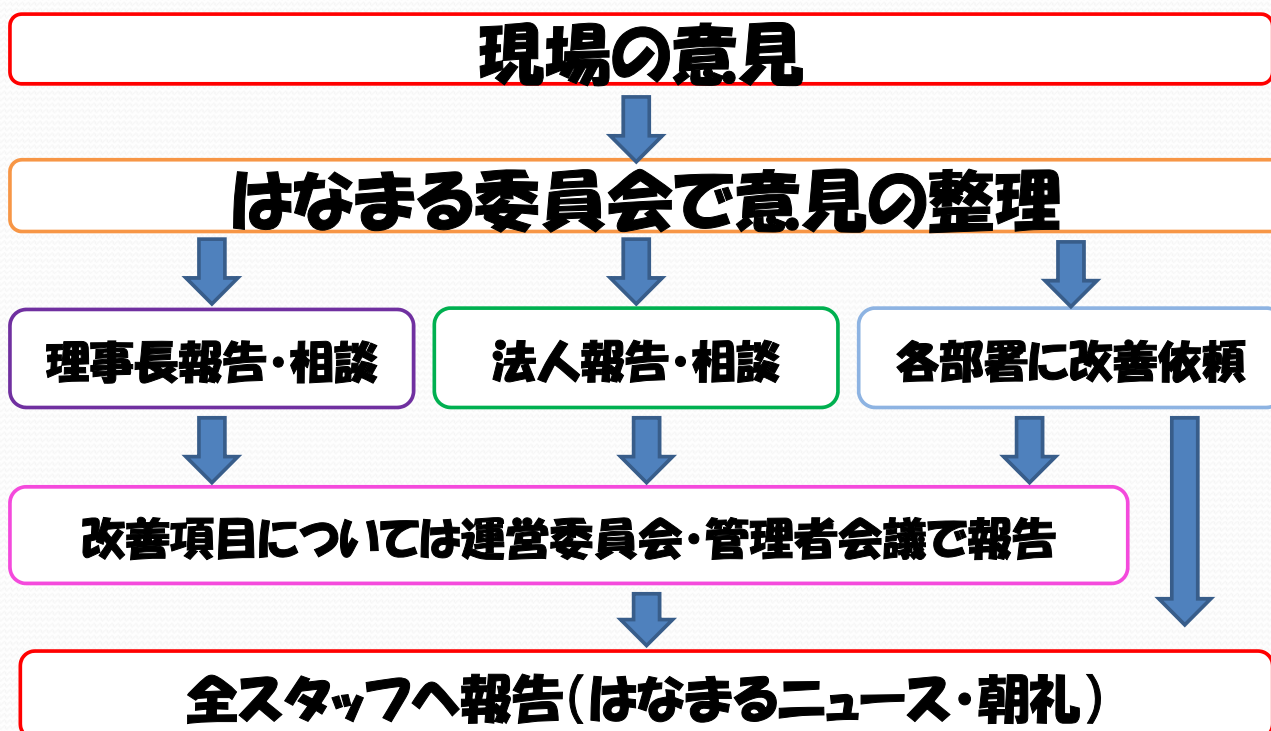 現場の意見
はなまる委員会で意見の整理
理事長報告・相談
法人報告・相談
各部署に改善依頼
改善項目については運営委員会・管理者会議で報告
全スタッフへ報告(はなまるニュース・朝礼)